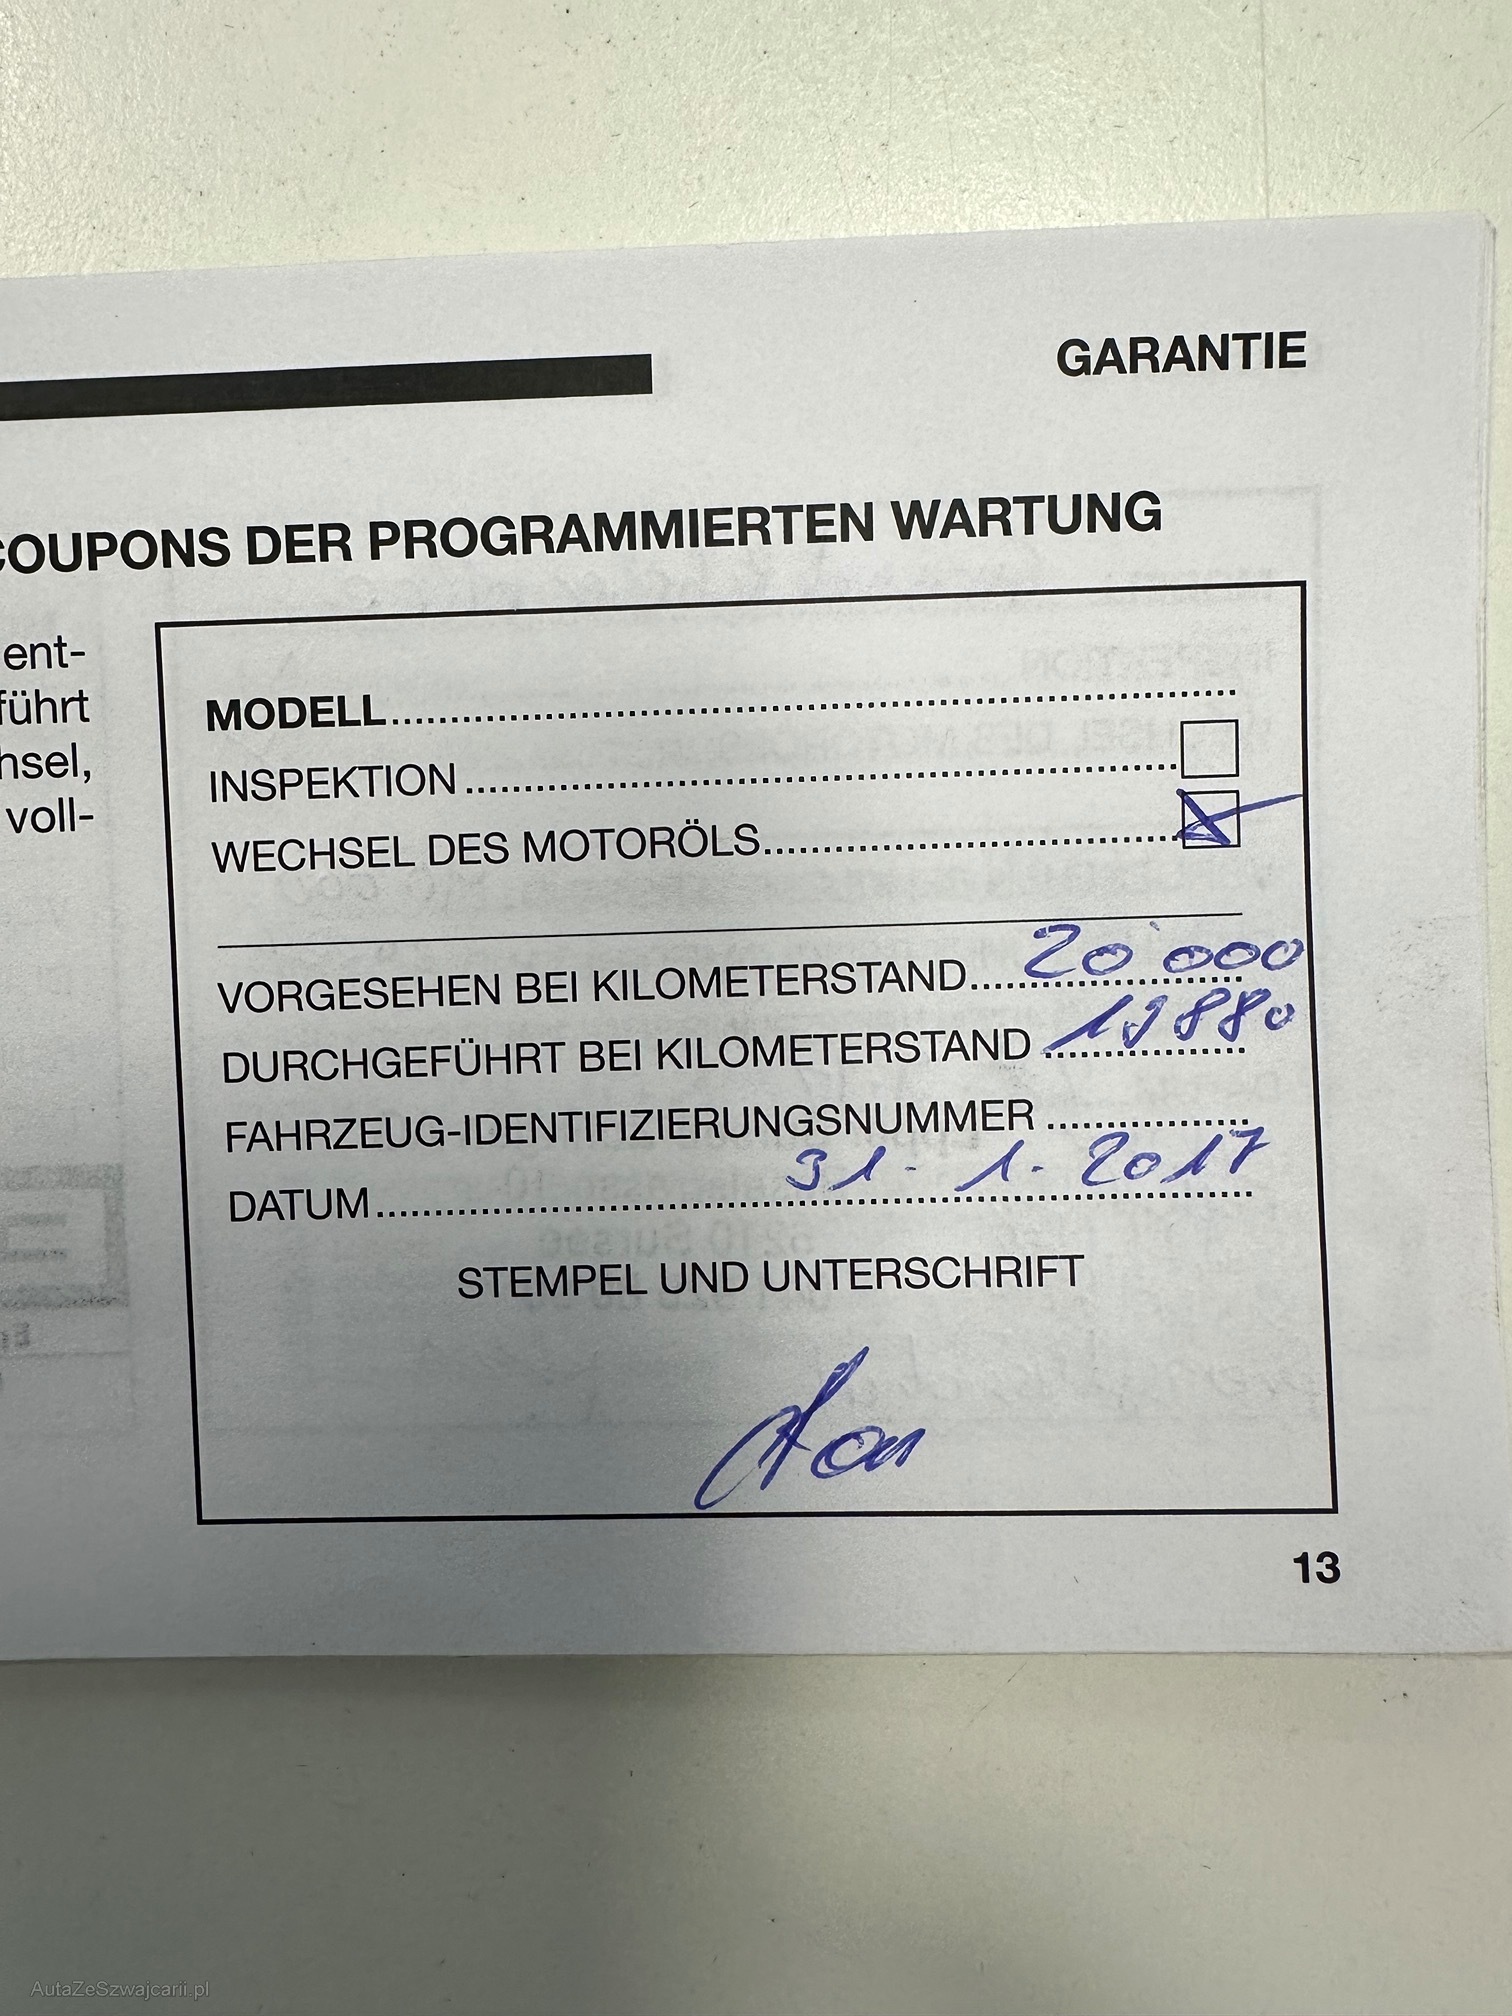 GARANTIE
COUPONS DER PROGRAMMIERTEN WARTUNG
ent-
führt
hsel,
voll-
MODELL
INSPEKTION
WECHSEL DES MOTORÖLS
VORGESEHEN BEI KILOMETERSTAND 20'000
DURCHGEFÜHRT BEI KILOMETERSTAND 19880
FAHRZEUG-IDENTIFIZIERUNGSNUMMER
DATUM 31. 1. 2017
STEMPEL UND UNTERSCHRIFT
13
AutaZeSzwajcarii.pl